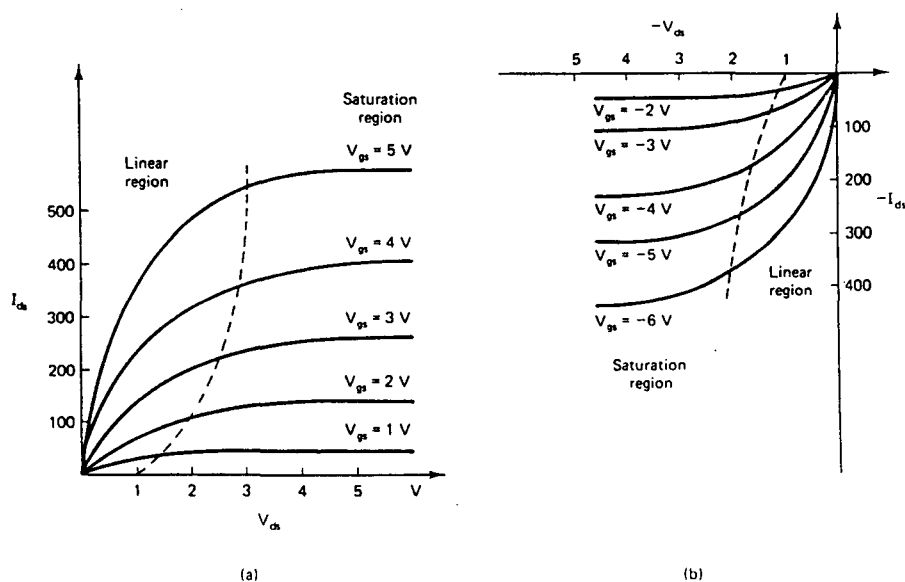 Saturation
region
V_gs = 5 V
Linear
region
500
V_gs = 4 V
400
I_ds
300
V_gs = 3 V
200
V_gs = 2 V
100
V_gs = 1 V
1 2 3 4 5 V
V_ds
(a)
-V_ds
5 4 3 2 1
V_gs = -2 V
100
V_gs = -3 V
200
-I_ds
V_gs = -4 V
300
V_gs = -5 V
Linear
region
400
V_gs = -6 V
Saturation
region
(b)